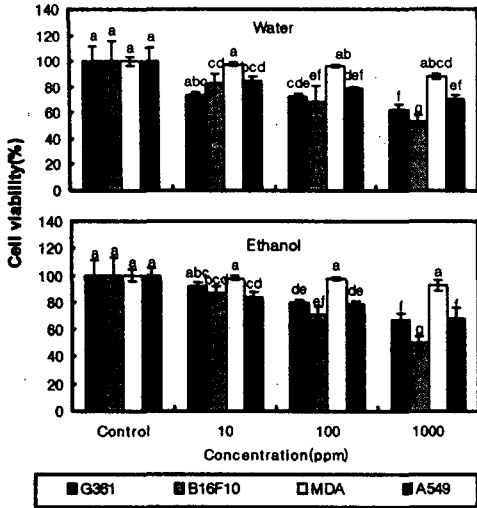 Cell viability(%)
Water
140
120
100
80
60
40
20
0
a a a a
abc cd a bcd
cde ef ab def
f g abcd ef
Ethanol
140
120
100
80
60
40
20
0
a a a a
abc bcd a cd
de ef a de
f g a f
Control 10 100 1000
Concentration(ppm)
G361 B16F10 MDA A549